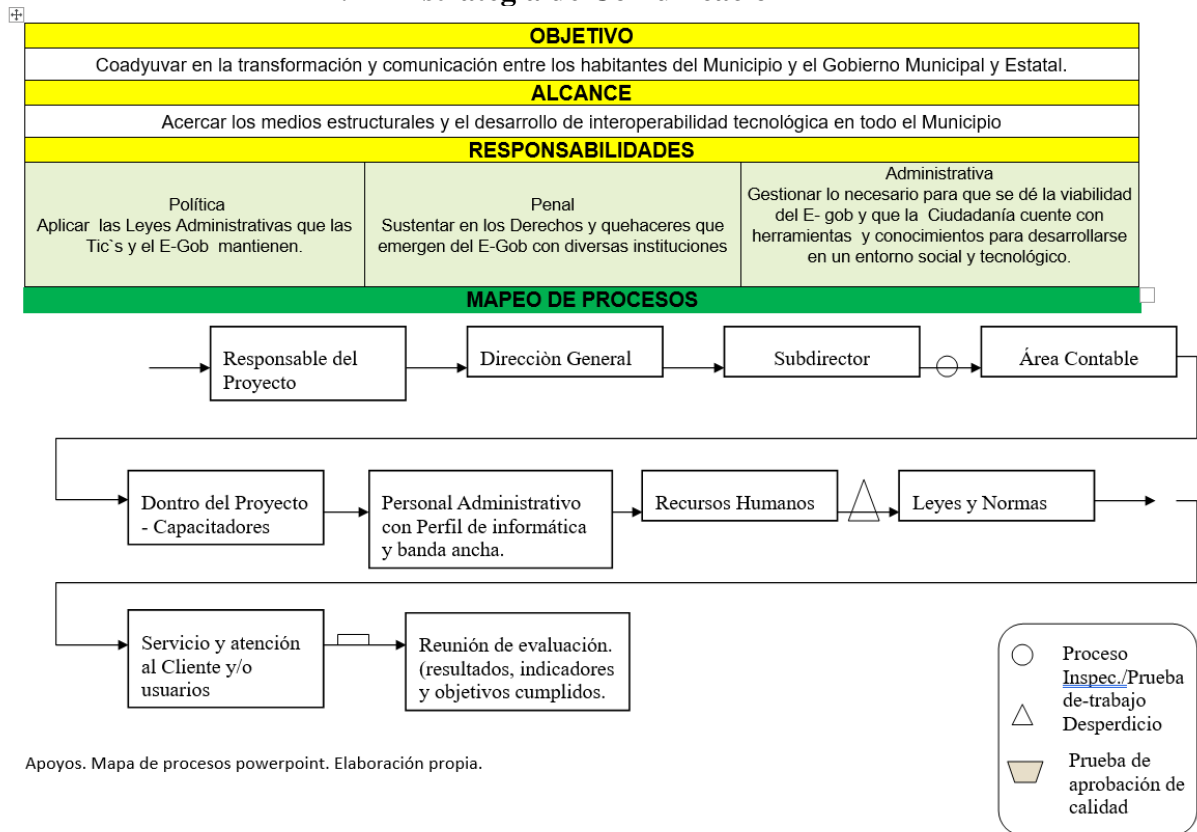 OBJETIVO
Coadyuvar en la transformación y comunicación entre los habitantes del Municipio y el Gobierno Municipal y Estatal.
ALCANCE
Acercar los medios estructurales y el desarrollo de interoperabilidad tecnológica en todo el Municipio
RESPONSABILIDADES
Política
Aplicar las Leyes Administrativas que las
Tic`s y el E-Gob mantienen.
Penal
Sustentar en los Derechos y quehaceres que
emergen del E-Gob con diversas instituciones
Administrativa
Gestionar lo necesario para que se dé la viabilidad
del E- gob y que la Ciudadanía cuente con
herramientas y conocimientos para desarrollarse
en un entorno social y tecnológico.
MAPEO DE PROCESOS
Responsable del
Proyecto
Direcciòn General
Subdirector
Área Contable
Dontro del Proyecto
- Capacitadores
Personal Administrativo
con Perfil de informática
y banda ancha.
Recursos Humanos
Leyes y Normas
Servicio y atención
al Cliente y/o
usuarios
Reunión de evaluación.
(resultados, indicadores
y objetivos cumplidos.
Proceso
Inspec./Prueba
de-trabajo
Desperdicio
Prueba de
aprobación de
calidad
Apoyos. Mapa de procesos powerpoint. Elaboración propia.